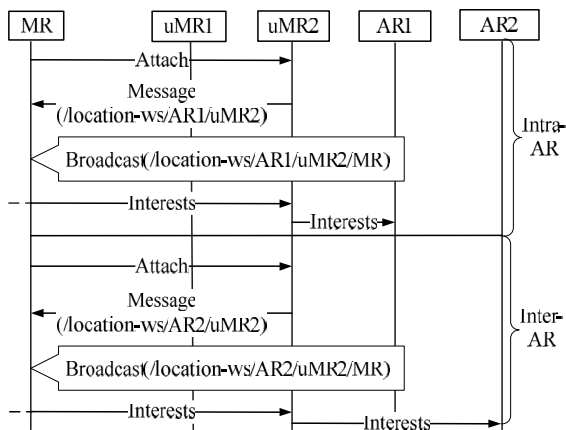 MR uMR1 uMR2 AR1 AR2
Attach
Message
(/location-ws/AR1/uMR2)
Intra-
AR
Broadcast(/location-ws/AR1/uMR2/MR)
Interests
Interests
Attach
Message
(/location-ws/AR2/uMR2)
Inter-
AR
Broadcast(/location-ws/AR2/uMR2/MR)
Interests
Interests